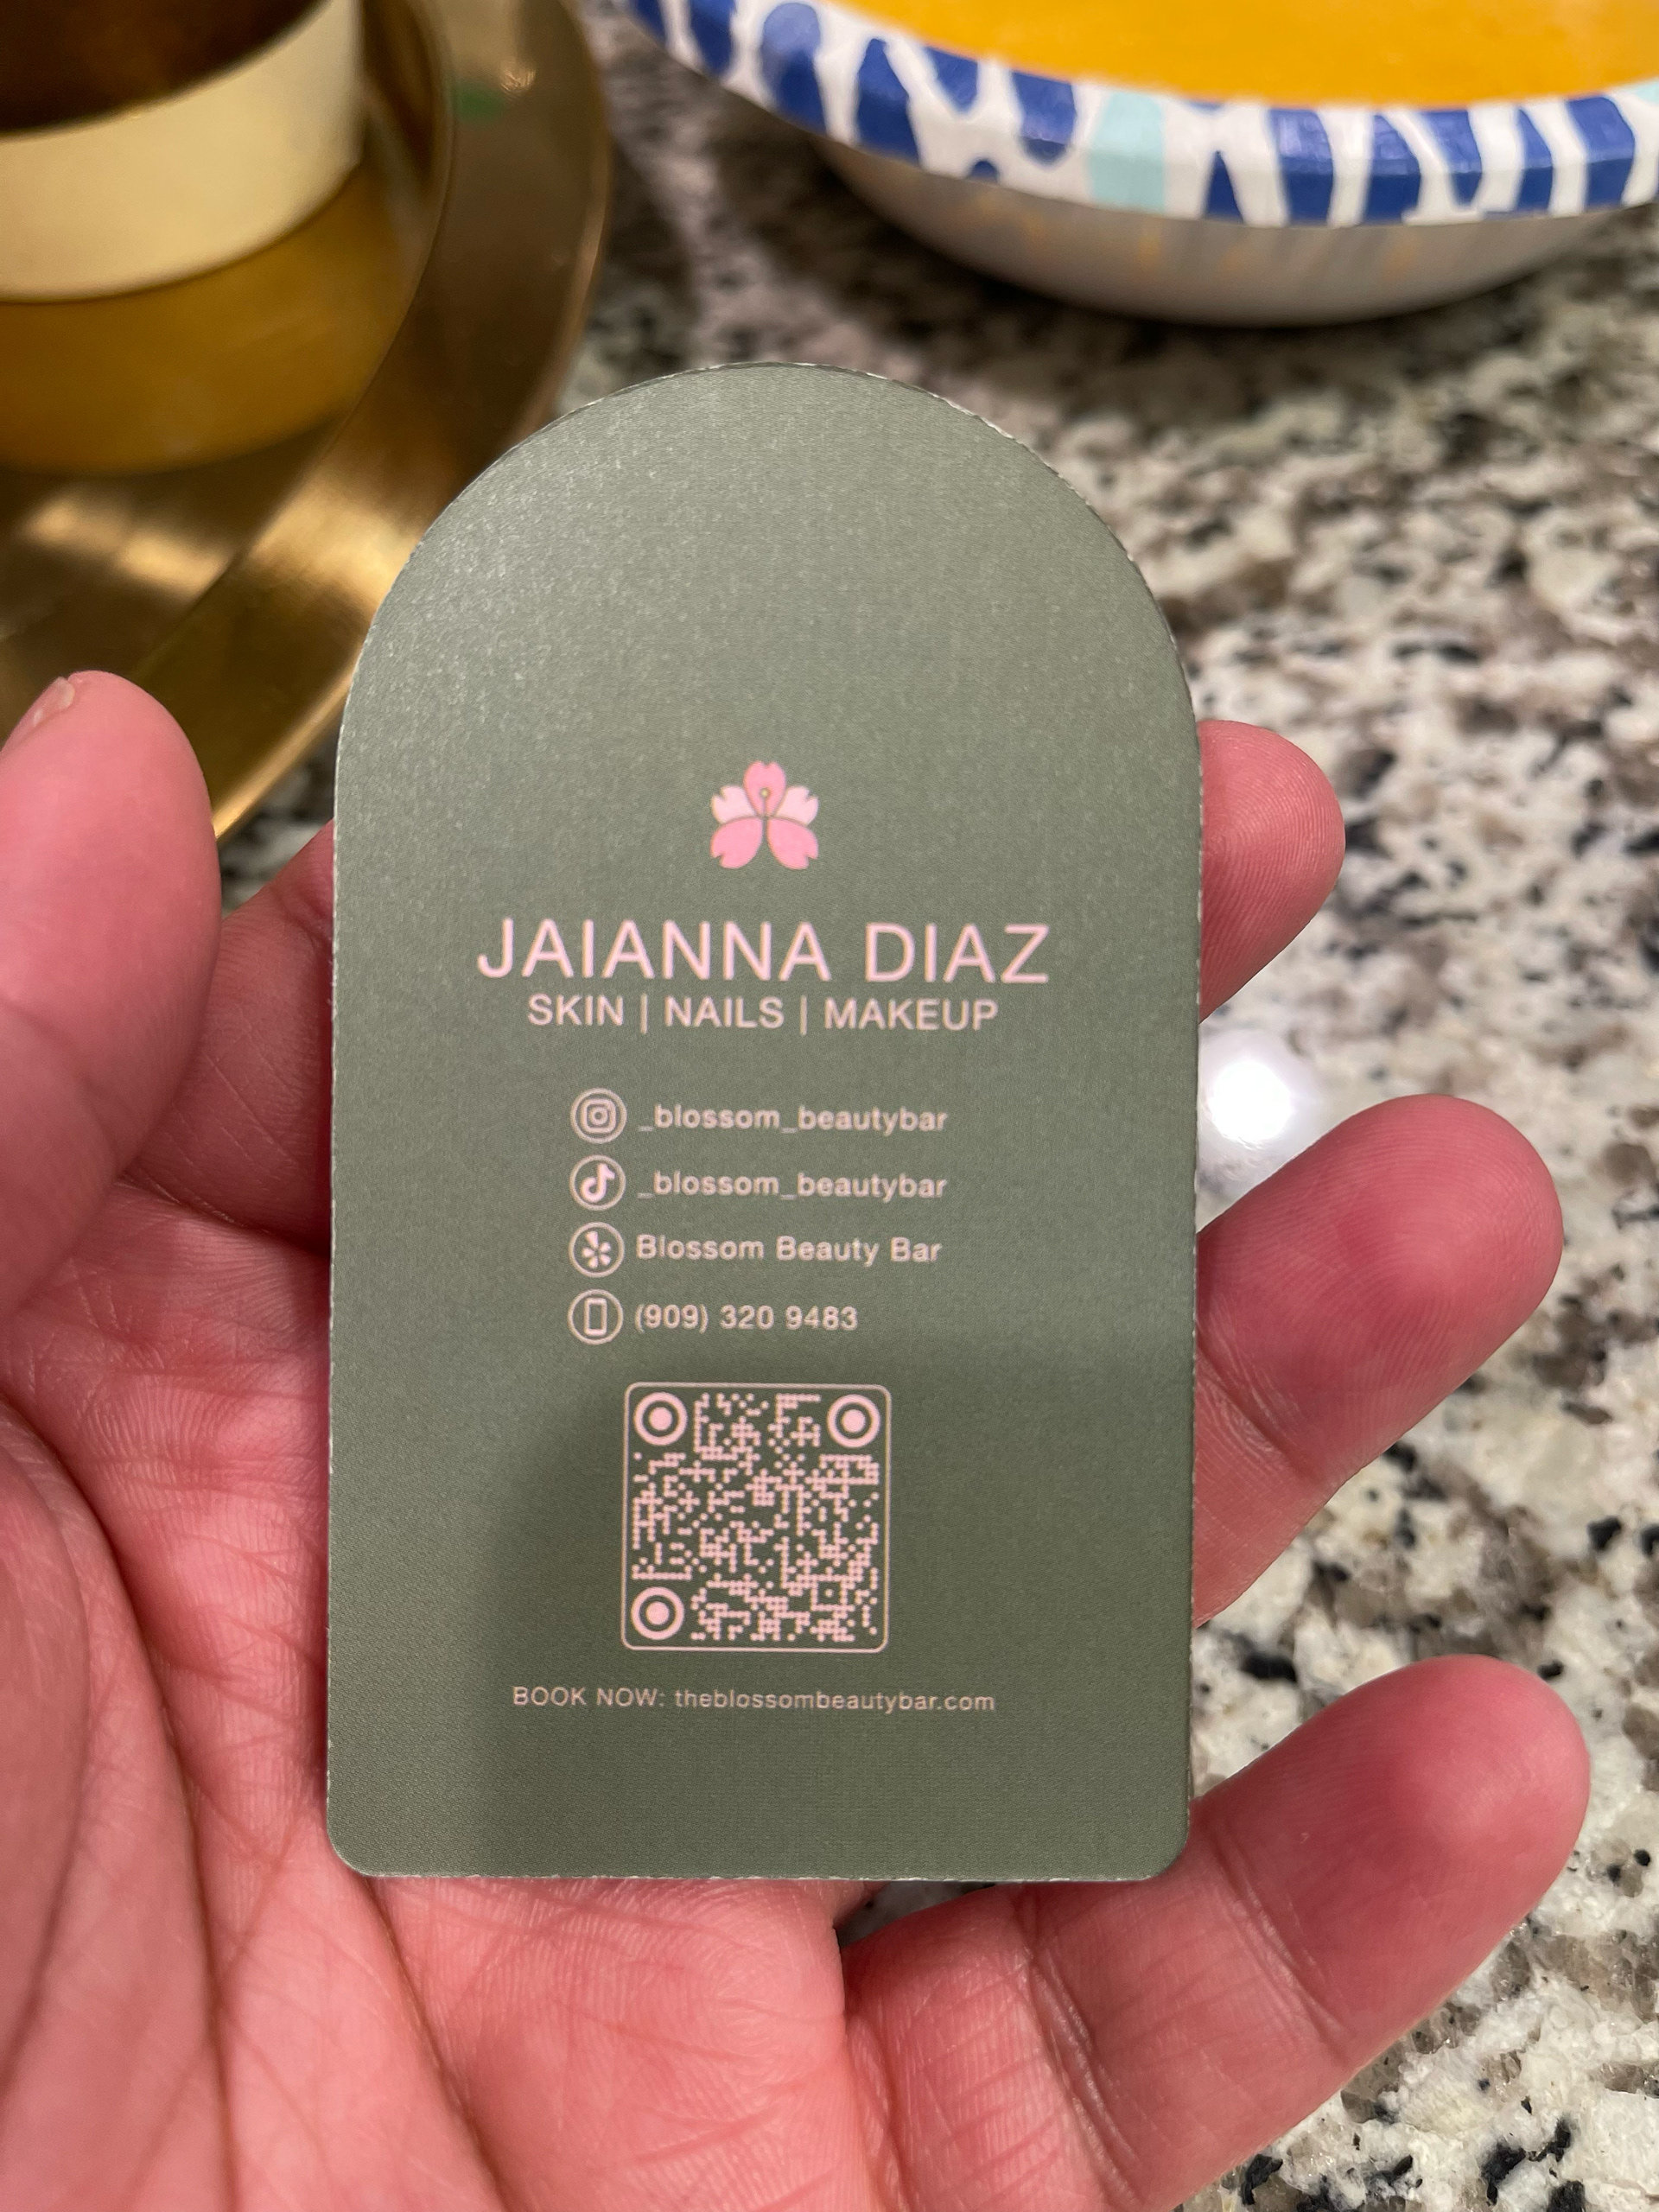 JAIANNA DIAZ
SKIN | NAILS | MAKEUP
_blossom_beautybar
_blossom_beautybar
Blossom Beauty Bar
(909) 320 9483
BOOK NOW: theblossombeautybar.com